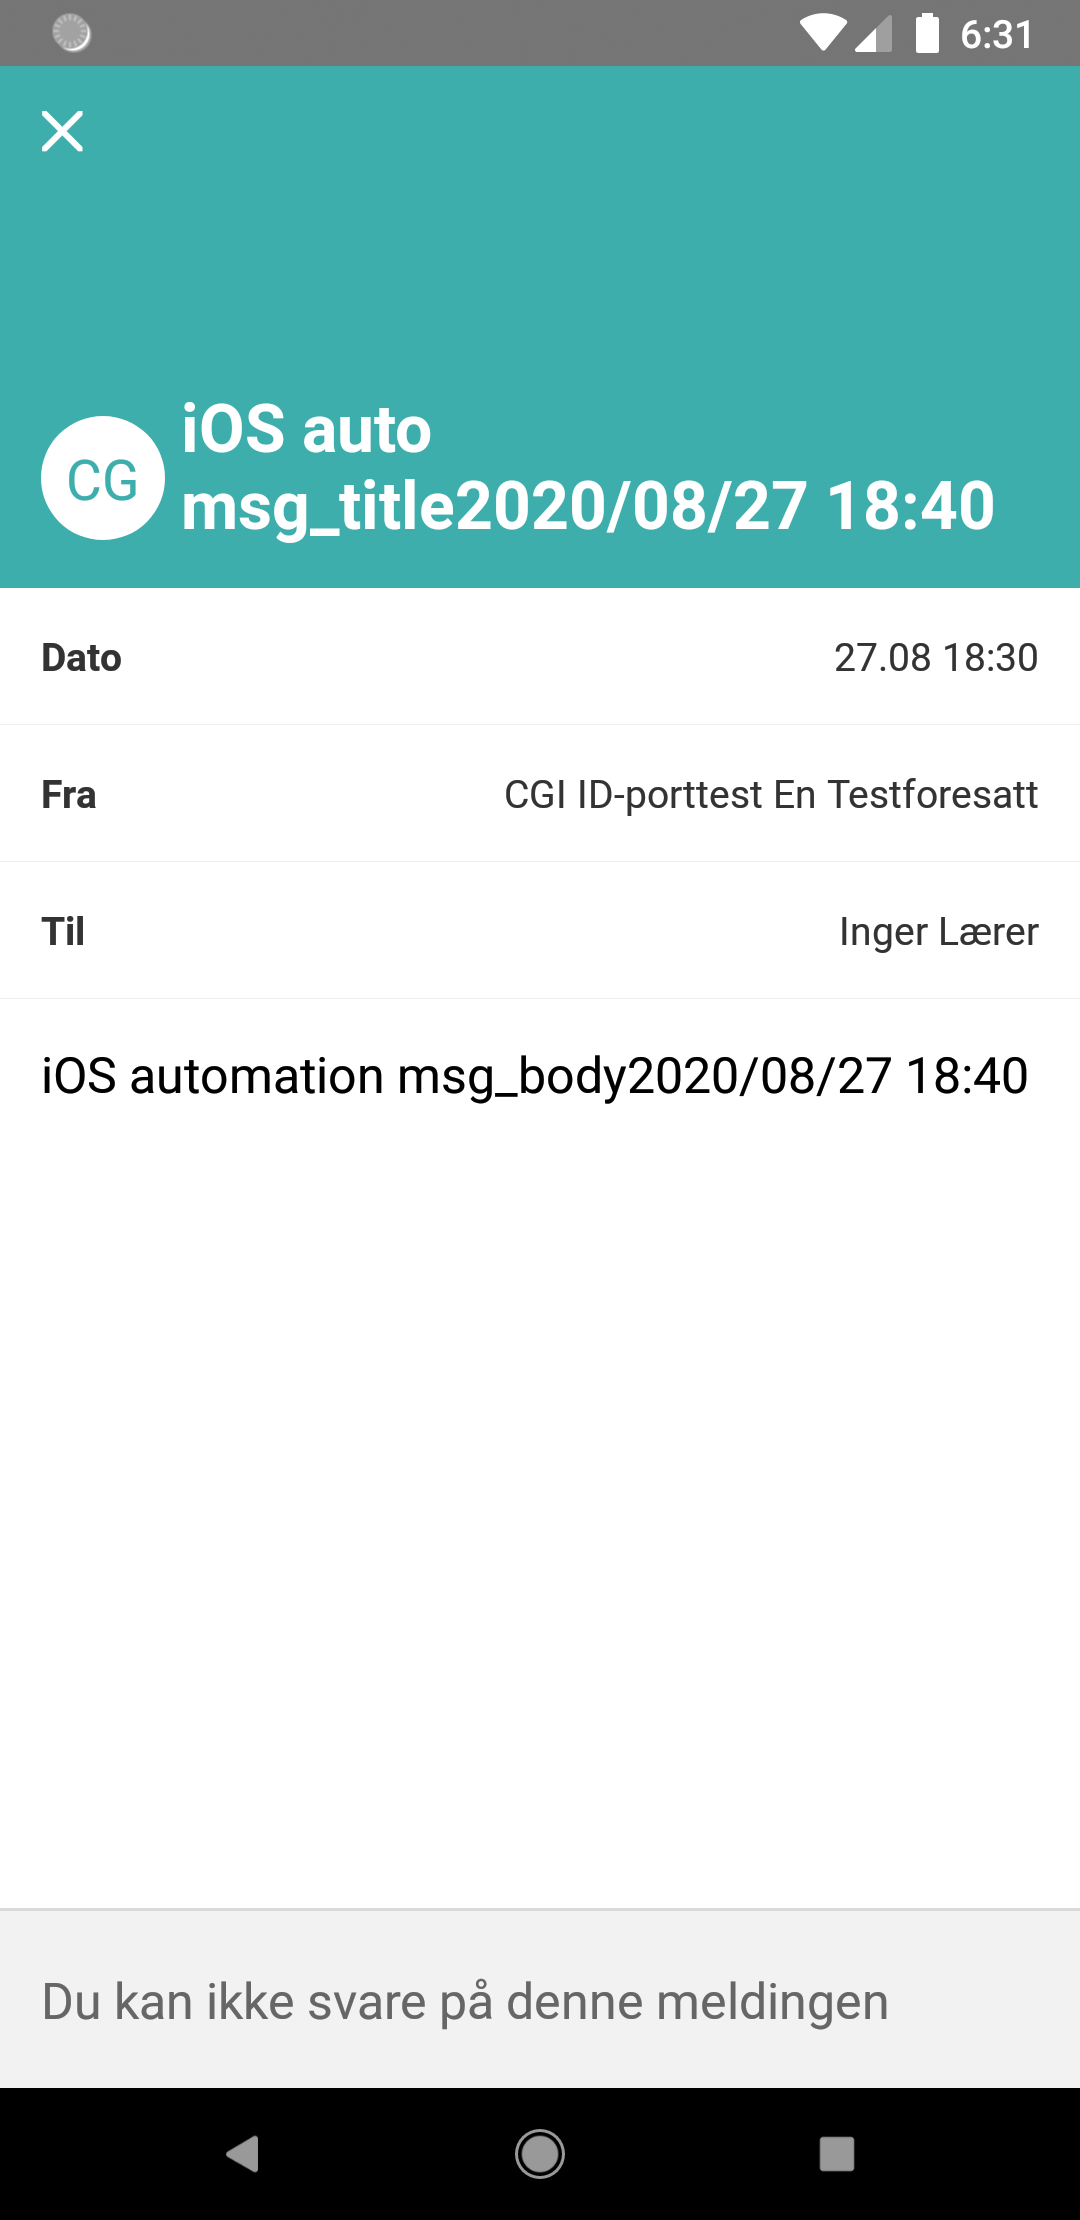 6:31
iOS auto
CG
msg_title2020/08/27 18:40
Dato 27.08 18:30
Fra CGI ID-porttest En Testforesatt
Til Inger Lærer
iOS automation msg_body2020/08/27 18:40
Du kan ikke svare på denne meldingen